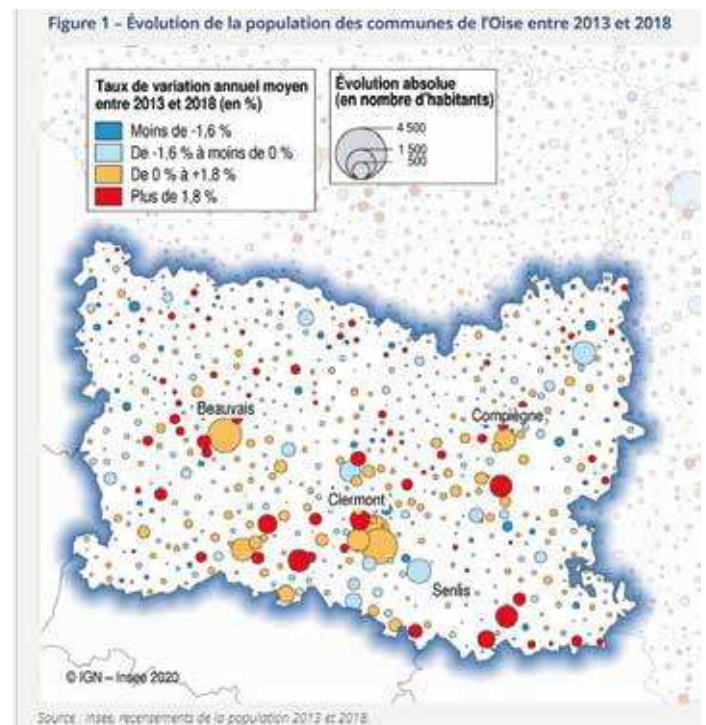 Figure 1 – Évolution de la population des communes de l'Oise entre 2013 et 2018
Taux de variation annuel moyen
entre 2013 et 2018 (en %)
Moins de -1,6 %
De -1,6 % à moins de 0 %
De 0 % à +1,8 %
Plus de 1,8 %
Évolution absolue
(en nombre d'habitants)
4 500
1 500
500
Beauvais
Compiègne
Clermont
Senlis
© IGN – Insee 2020
Source : Insee, recensements de la population 2013 et 2018.